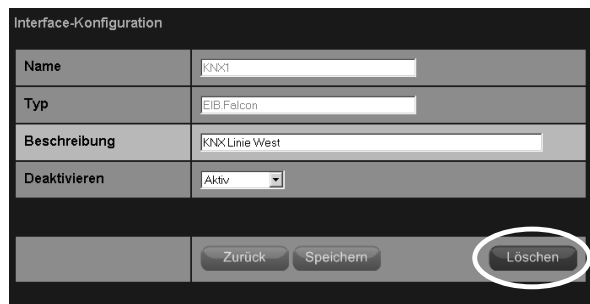 Interface-Konfiguration
Name KNX1
Typ EIB.Falcon
Beschreibung KNX Linie West
Deaktivieren Aktiv
Zurück Speichern Löschen